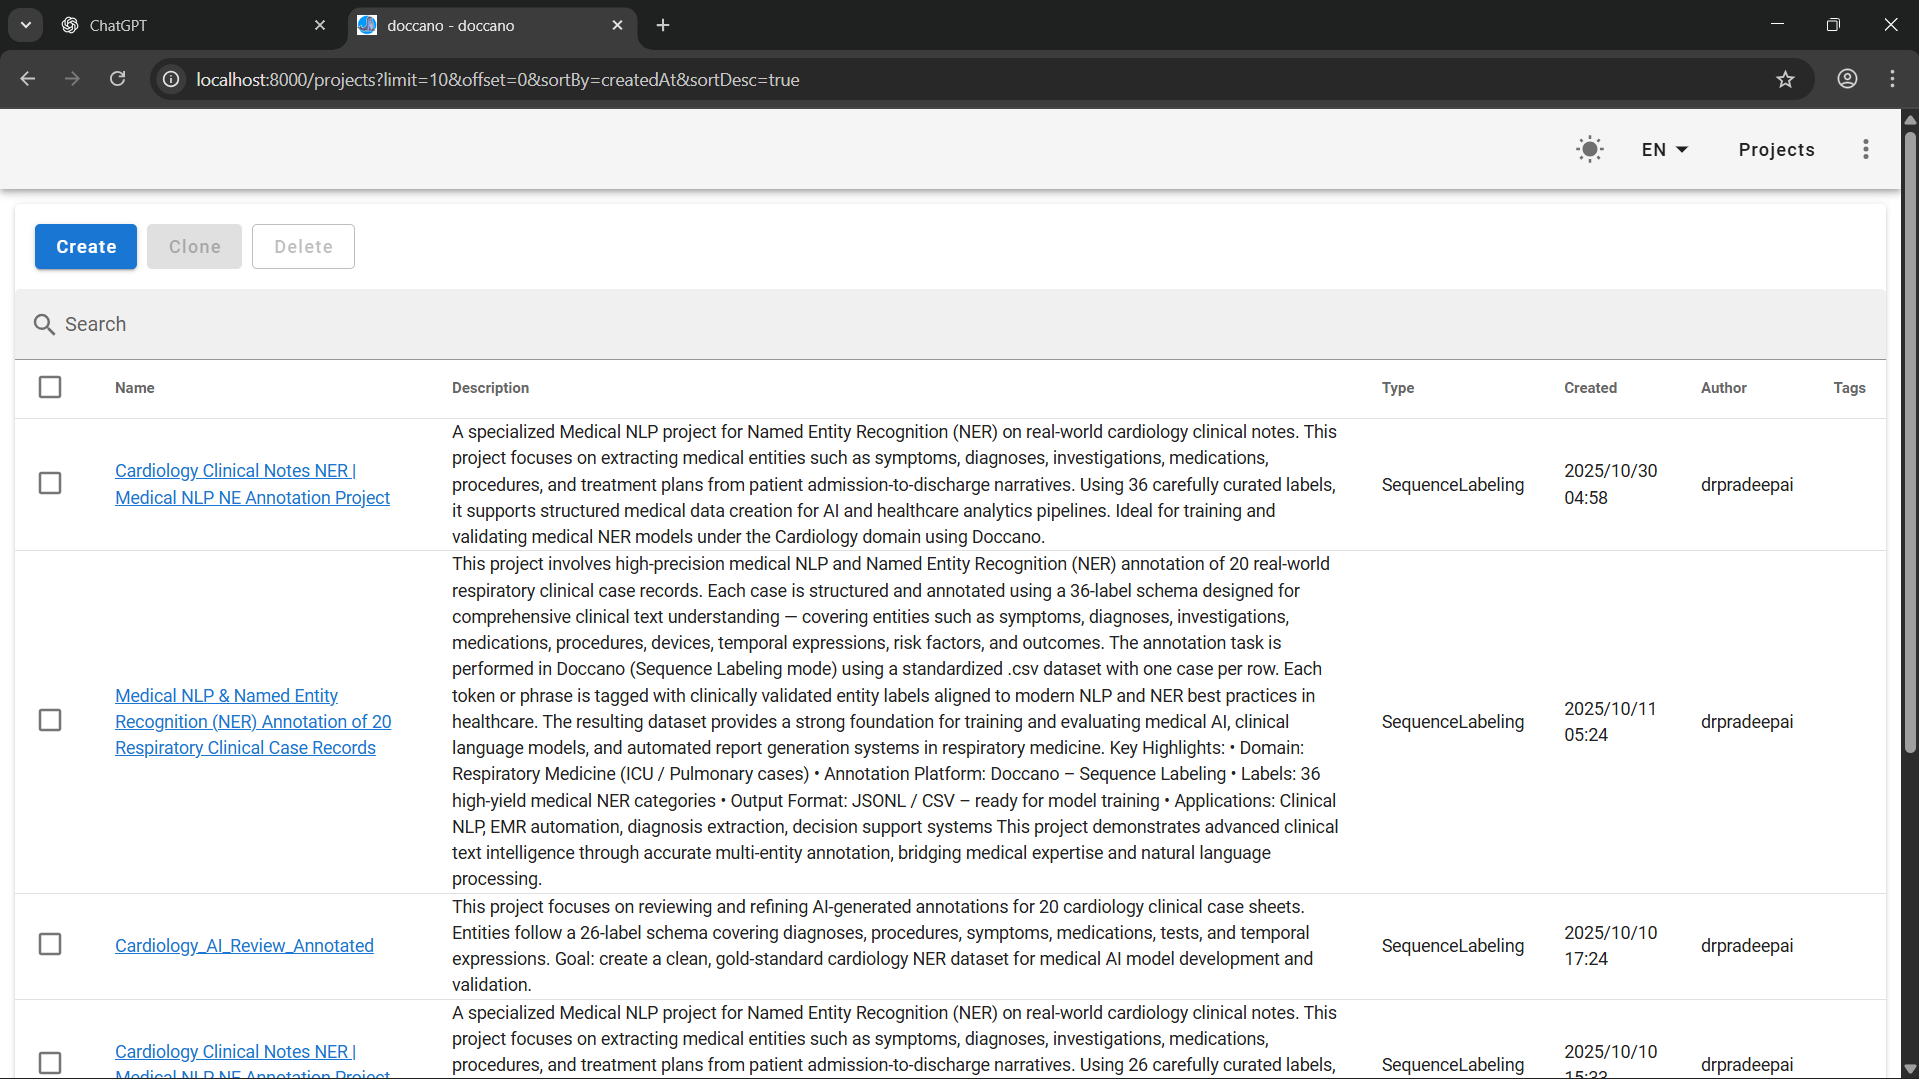 ChatGPT
doccano - doccano
localhost:8000/projects?limit=10&offset=0&sortBy=createdAt&sortDesc=true
EN
Projects
Create
Clone
Delete
Search
Name
Description
Type
Created
Author
Tags
Cardiology Clinical Notes NER |
Medical NLP NE Annotation Project
A specialized Medical NLP project for Named Entity Recognition (NER) on real-world cardiology clinical notes. This
project focuses on extracting medical entities such as symptoms, diagnoses, investigations, medications,
procedures, and treatment plans from patient admission-to-discharge narratives. Using 36 carefully curated labels,
it supports structured medical data creation for AI and healthcare analytics pipelines. Ideal for training and
validating medical NER models under the Cardiology domain using Doccano.
SequenceLabeling
2025/10/30
04:58
drpradeepai
Medical NLP & Named Entity
Recognition (NER) Annotation of 20
Respiratory Clinical Case Records
This project involves high-precision medical NLP and Named Entity Recognition (NER) annotation of 20 real-world
respiratory clinical case records. Each case is structured and annotated using a 36-label schema designed for
comprehensive clinical text understanding — covering entities such as symptoms, diagnoses, investigations,
medications, procedures, devices, temporal expressions, risk factors, and outcomes. The annotation task is
performed in Doccano (Sequence Labeling mode) using a standardized .csv dataset with one case per row. Each
token or phrase is tagged with clinically validated entity labels aligned to modern NLP and NER best practices in
healthcare. The resulting dataset provides a strong foundation for training and evaluating medical AI, clinical
language models, and automated report generation systems in respiratory medicine. Key Highlights: • Domain:
Respiratory Medicine (ICU / Pulmonary cases) • Annotation Platform: Doccano – Sequence Labeling • Labels: 36
high-yield medical NER categories • Output Format: JSONL / CSV – ready for model training • Applications: Clinical
NLP, EMR automation, diagnosis extraction, decision support systems This project demonstrates advanced clinical
text intelligence through accurate multi-entity annotation, bridging medical expertise and natural language
processing.
SequenceLabeling
2025/10/11
05:24
drpradeepai
Cardiology_AI_Review_Annotated
This project focuses on reviewing and refining AI-generated annotations for 20 cardiology clinical case sheets.
Entities follow a 26-label schema covering diagnoses, procedures, symptoms, medications, tests, and temporal
expressions. Goal: create a clean, gold-standard cardiology NER dataset for medical AI model development and
validation.
SequenceLabeling
2025/10/10
17:24
drpradeepai
Cardiology Clinical Notes NER |
Medical NLP NE Annotation Project
A specialized Medical NLP project for Named Entity Recognition (NER) on real-world cardiology clinical notes. This
project focuses on extracting medical entities such as symptoms, diagnoses, investigations, medications,
procedures, and treatment plans from patient admission-to-discharge narratives. Using 26 carefully curated labels,
SequenceLabeling
2025/10/10
drpradeepai